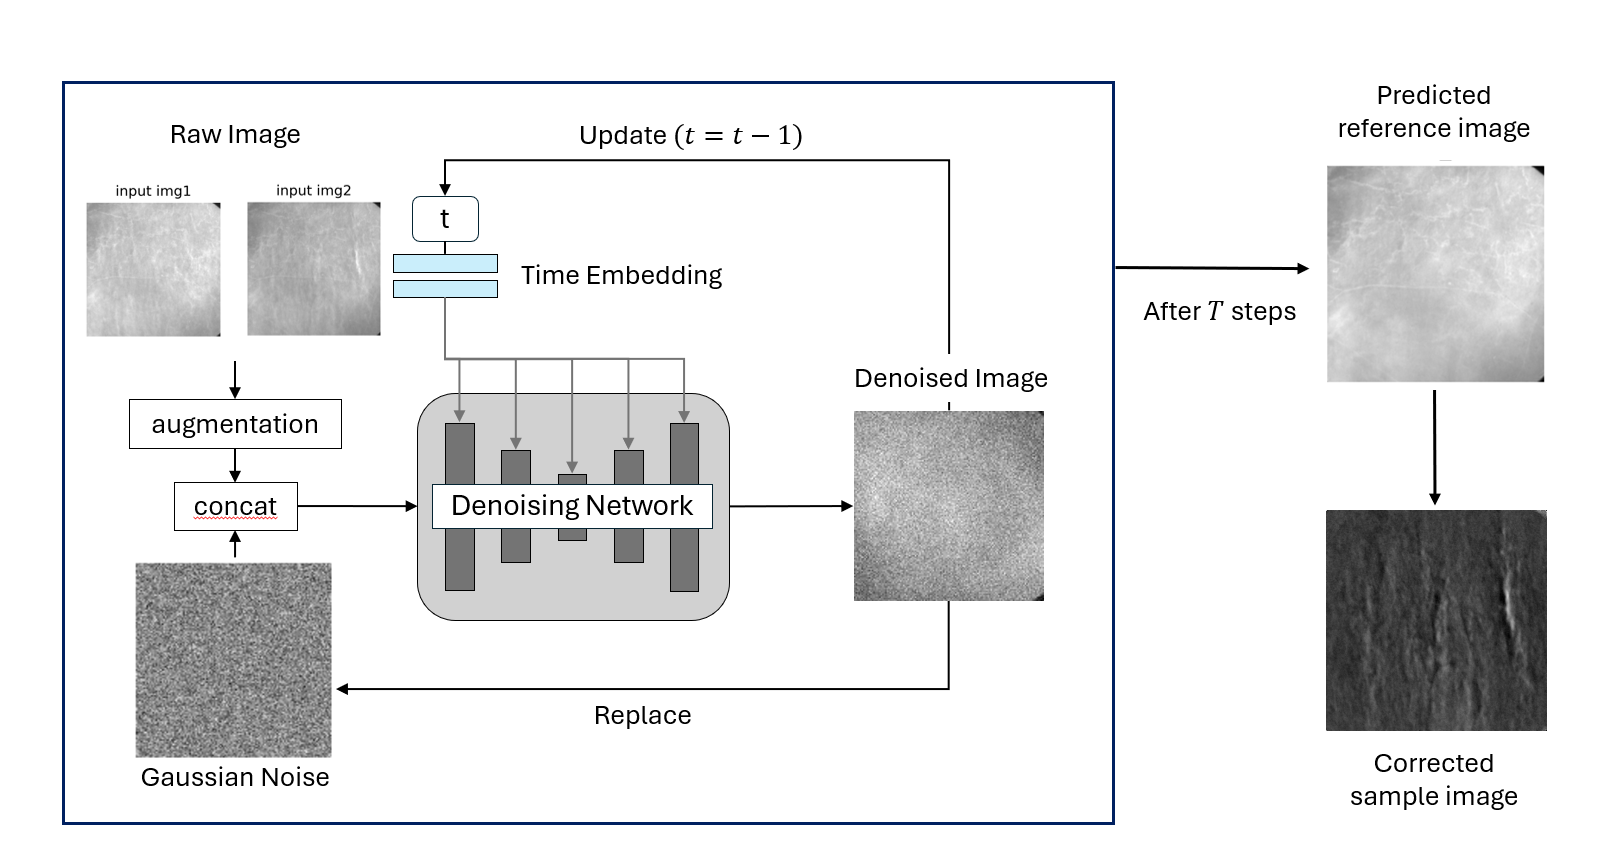 Raw Image
input img1
input img2
Update (t = t − 1)
t
Time Embedding
augmentation
concat
Denoising Network
Denoised Image
Replace
Gaussian Noise
After T steps
Predicted
reference image
Corrected
sample image